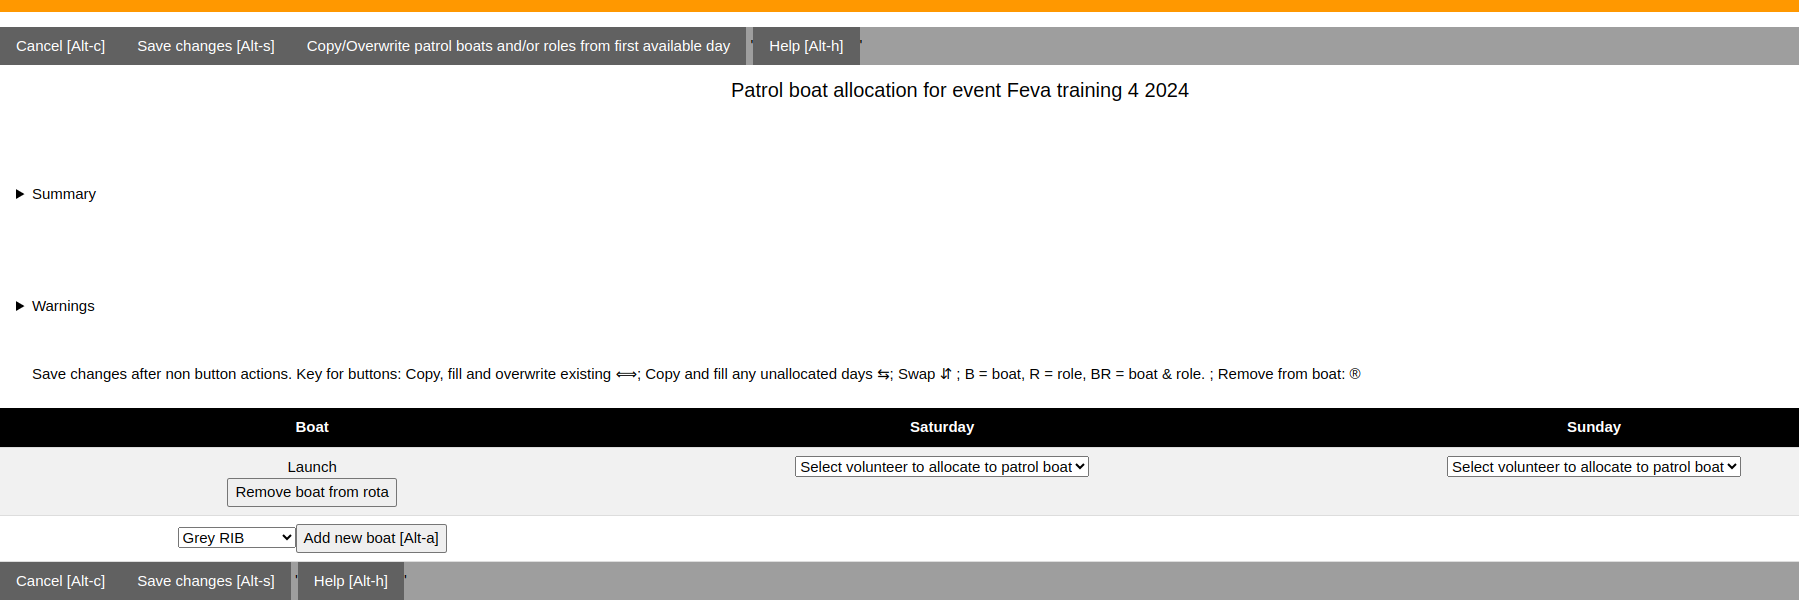 Cancel [Alt-c] Save changes [Alt-s] Copy/Overwrite patrol boats and/or roles from first available day ' Help [Alt-h] '
Patrol boat allocation for event Feva training 4 2024
▶ Summary
▶ Warnings
Save changes after non button actions. Key for buttons: Copy, fill and overwrite existing ⟺; Copy and fill any unallocated days ⇆; Swap ⇵ ; B = boat, R = role, BR = boat & role. ; Remove from boat: ®
Boat Saturday Sunday
Launch Select volunteer to allocate to patrol boat Select volunteer to allocate to patrol boat
Remove boat from rota
Grey RIB Add new boat [Alt-a]
Cancel [Alt-c] Save changes [Alt-s] ' Help [Alt-h] '